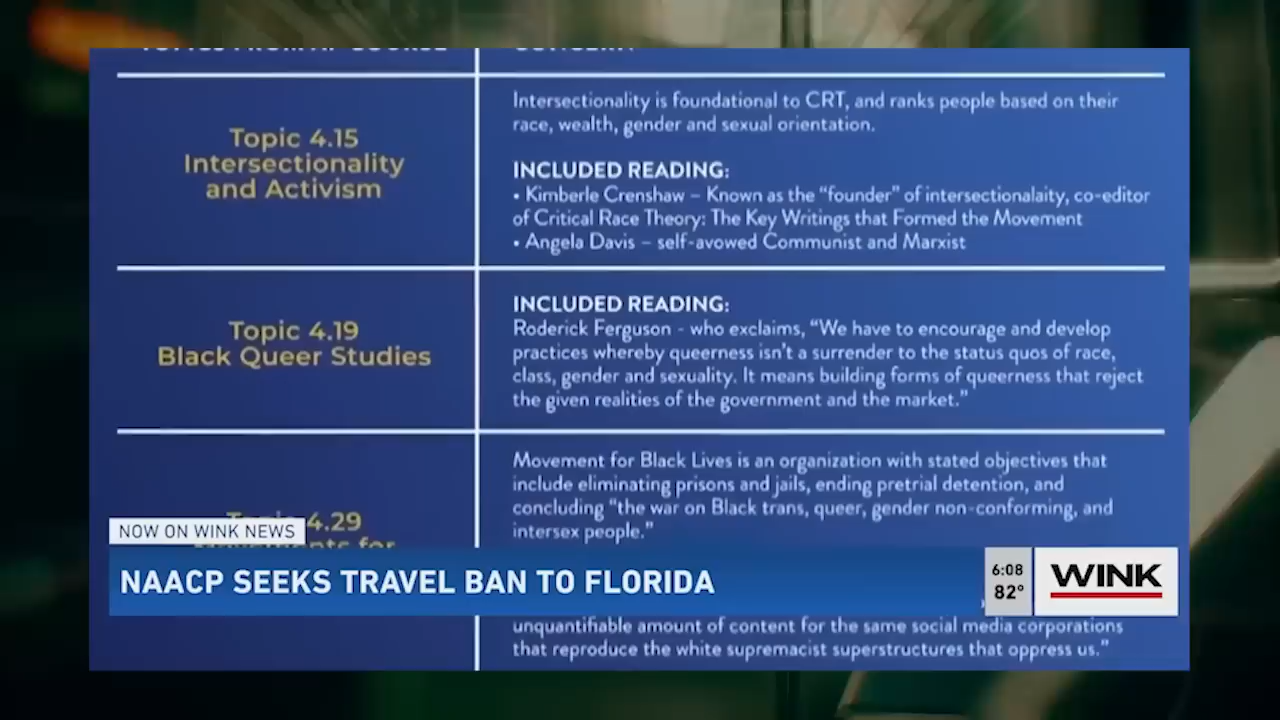 Topic 4.15
Intersectionality
and Activism
Intersectionality is foundational to CRT, and ranks people based on their
race, wealth, gender and sexual orientation.
INCLUDED READING:
• Kimberle Crenshaw – Known as the “founder” of intersectionalaity, co-editor
of Critical Race Theory: The Key Writings that Formed the Movement
• Angela Davis – self-avowed Communist and Marxist
Topic 4.19
Black Queer Studies
INCLUDED READING:
Roderick Ferguson - who exclaims, “We have to encourage and develop
practices whereby queerness isn’t a surrender to the status quos of race,
class, gender and sexuality. It means building forms of queerness that reject
the given realities of the government and the market.”
Topic 4.29
Movements for
Movement for Black Lives is an organization with stated objectives that
include eliminating prisons and jails, ending pretrial detention, and
concluding “the war on Black trans, queer, gender non-conforming, and
intersex people.”
unquantifiable amount of content for the same social media corporations
that reproduce the white supremacist superstructures that oppress us.”
NOW ON WINK NEWS
NAACP SEEKS TRAVEL BAN TO FLORIDA
6:08
82°
WINK